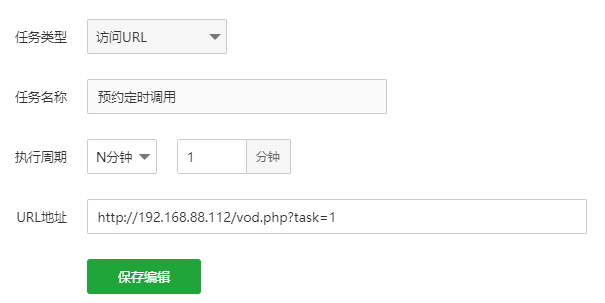 任务类型 访问URL
任务名称 预约定时调用
执行周期 N分钟 1 分钟
URL地址 http://192.168.88.112/vod.php?task=1
保存编辑